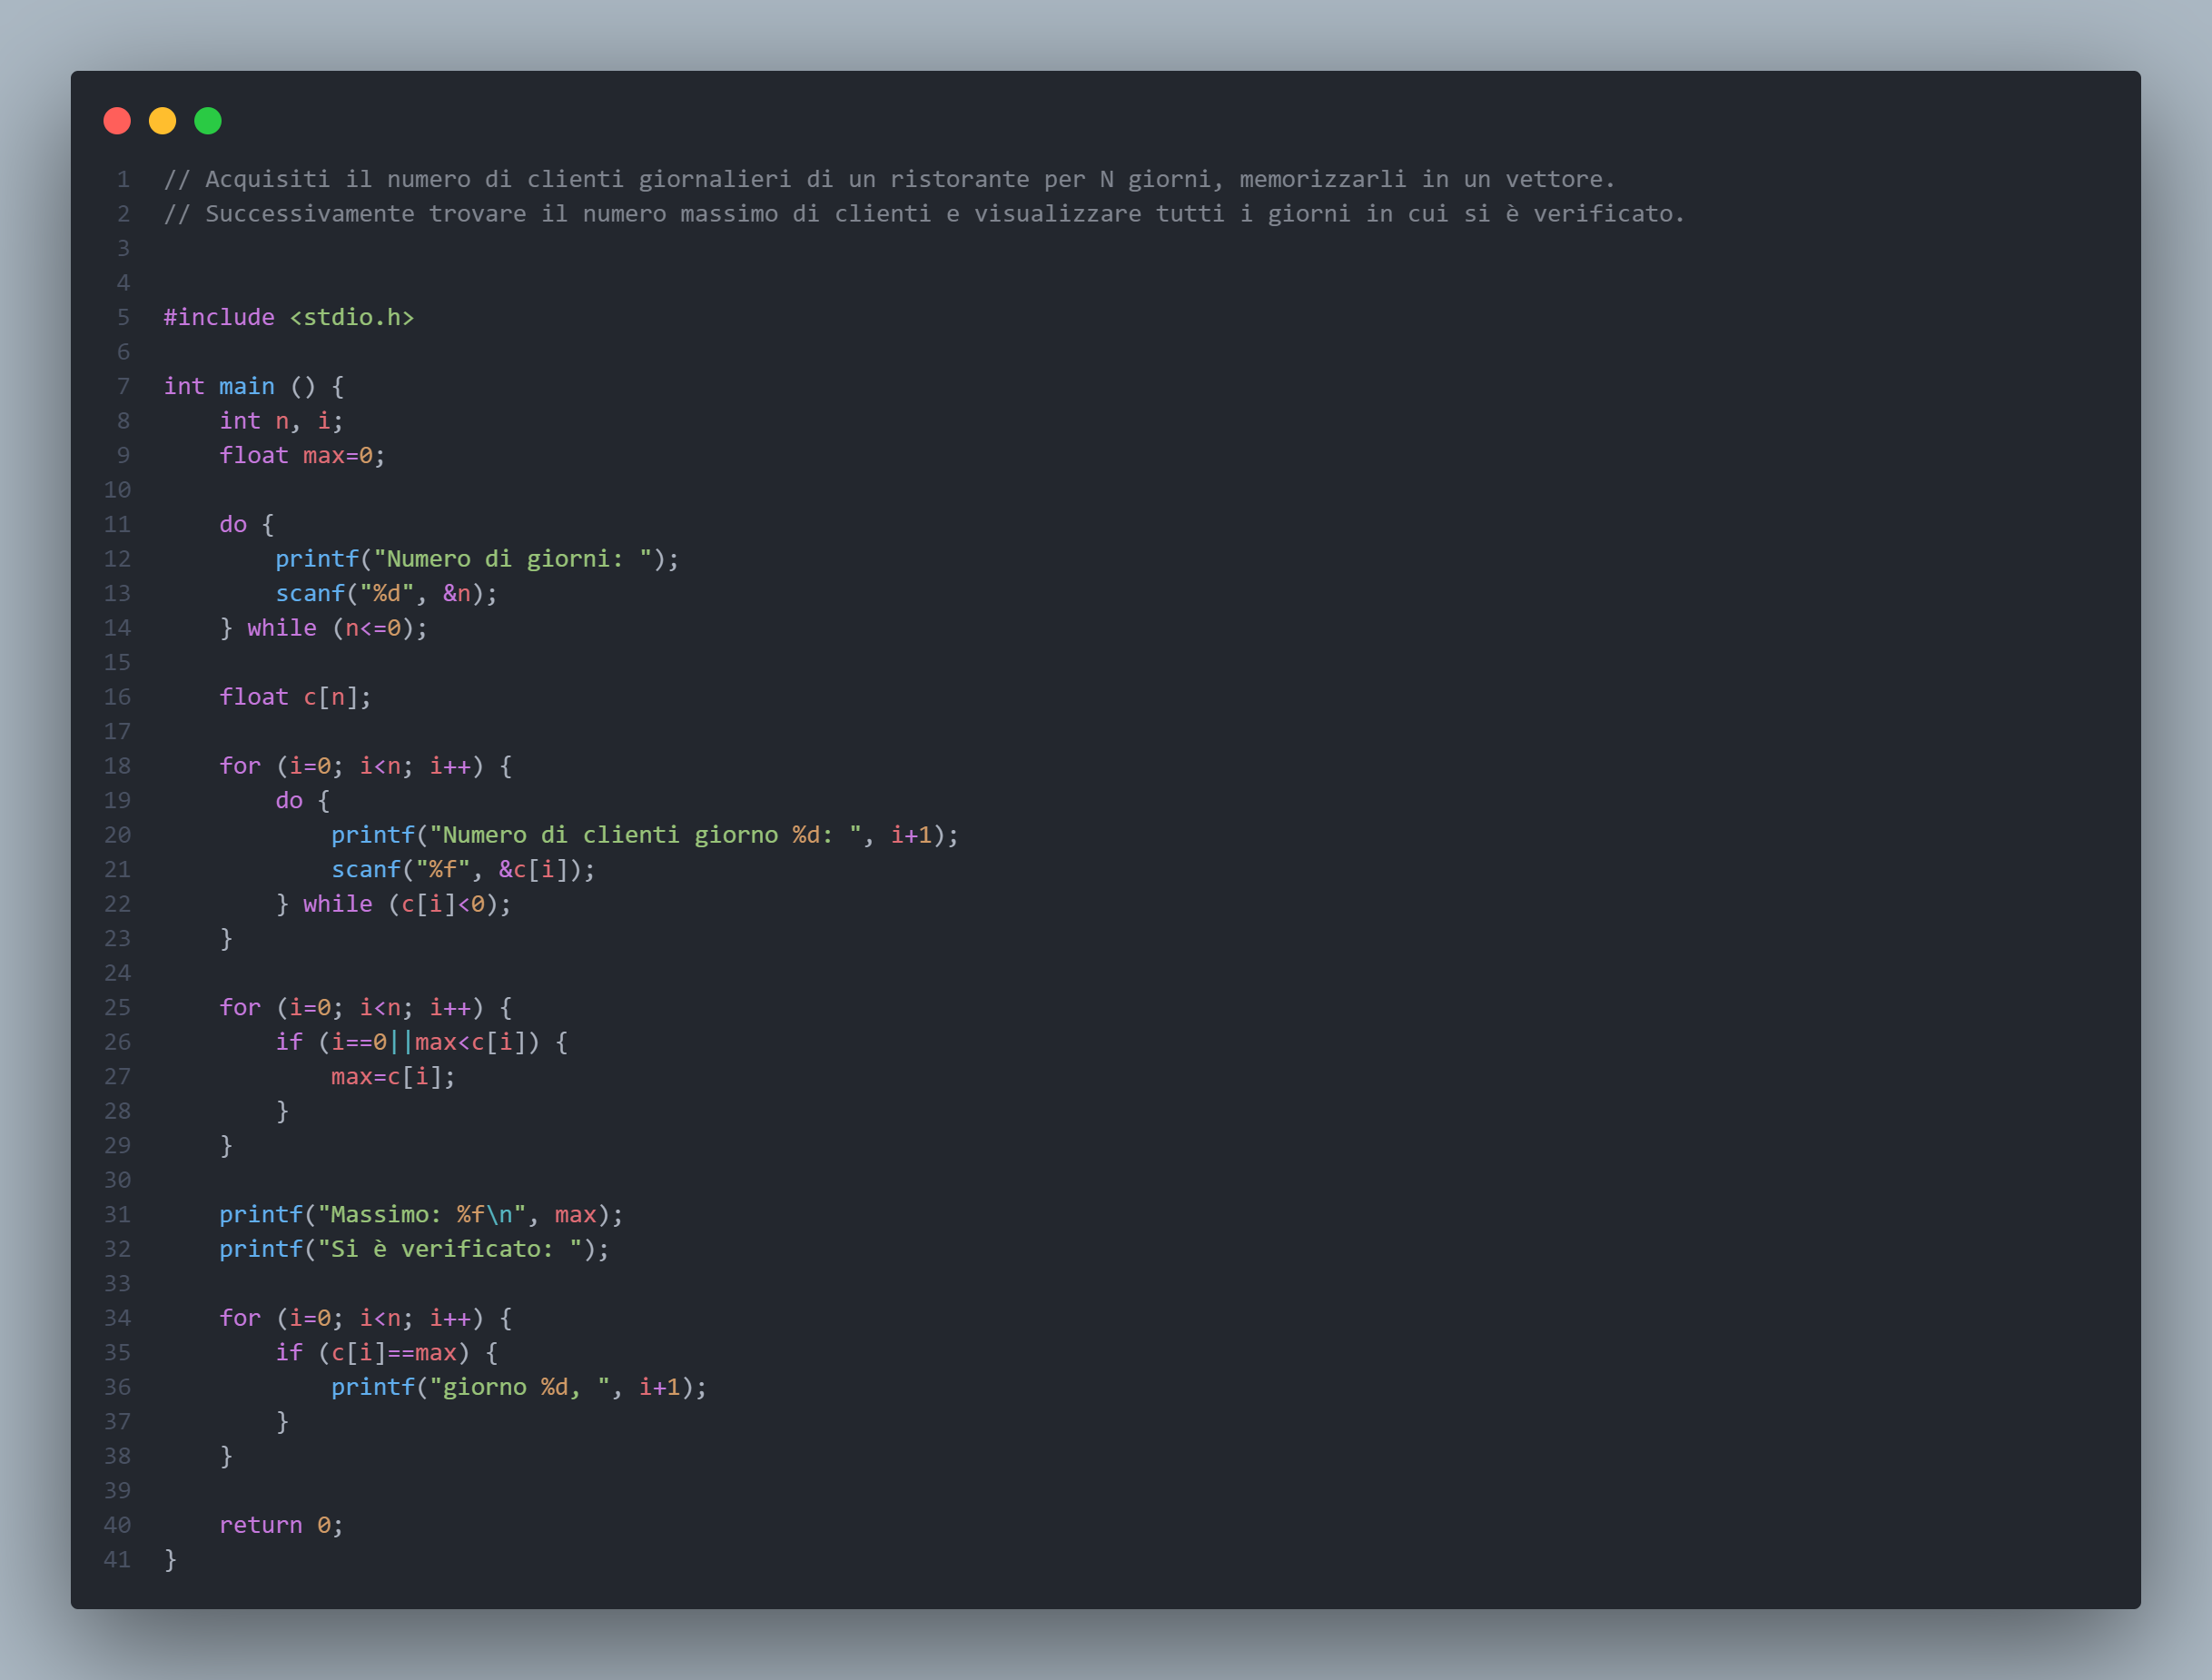 1 // Acquisiti il numero di clienti giornalieri di un ristorante per N giorni, memorizzarli in un vettore.
2 // Successivamente trovare il numero massimo di clienti e visualizzare tutti i giorni in cui si è verificato.
3
4
5 #include <stdio.h>
6
7 int main () {
8     int n, i;
9     float max=0;
10
11     do {
12         printf("Numero di giorni: ");
13         scanf("%d", &n);
14     } while (n<=0);
15
16     float c[n];
17
18     for (i=0; i<n; i++) {
19         do {
20             printf("Numero di clienti giorno %d: ", i+1);
21             scanf("%f", &c[i]);
22         } while (c[i]<0);
23     }
24
25     for (i=0; i<n; i++) {
26         if (i==0||max<c[i]) {
27             max=c[i];
28         }
29     }
30
31     printf("Massimo: %f\n", max);
32     printf("Si è verificato: ");
33
34     for (i=0; i<n; i++) {
35         if (c[i]==max) {
36             printf("giorno %d, ", i+1);
37         }
38     }
39
40     return 0;
41 }